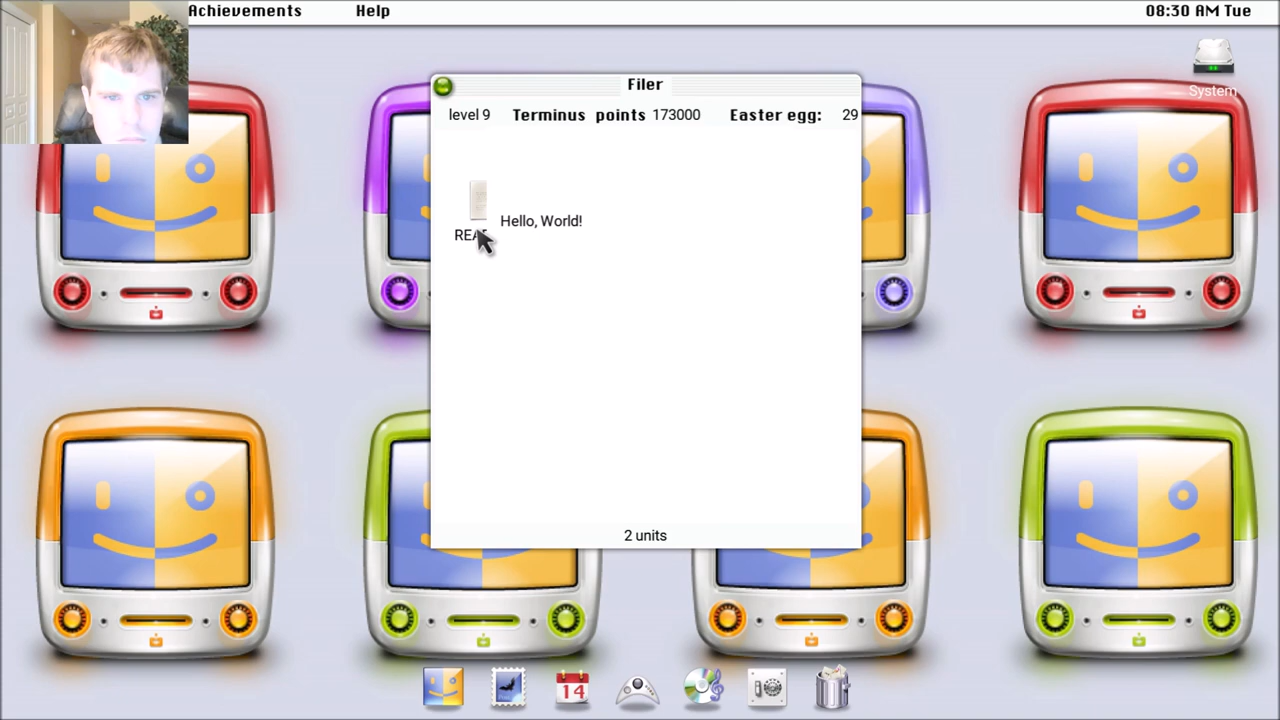 Achievements Help 08:30 AM Tue
Filer
System
level 9 Terminus points 173000 Easter egg: 29
Hello, World!
2 units
14